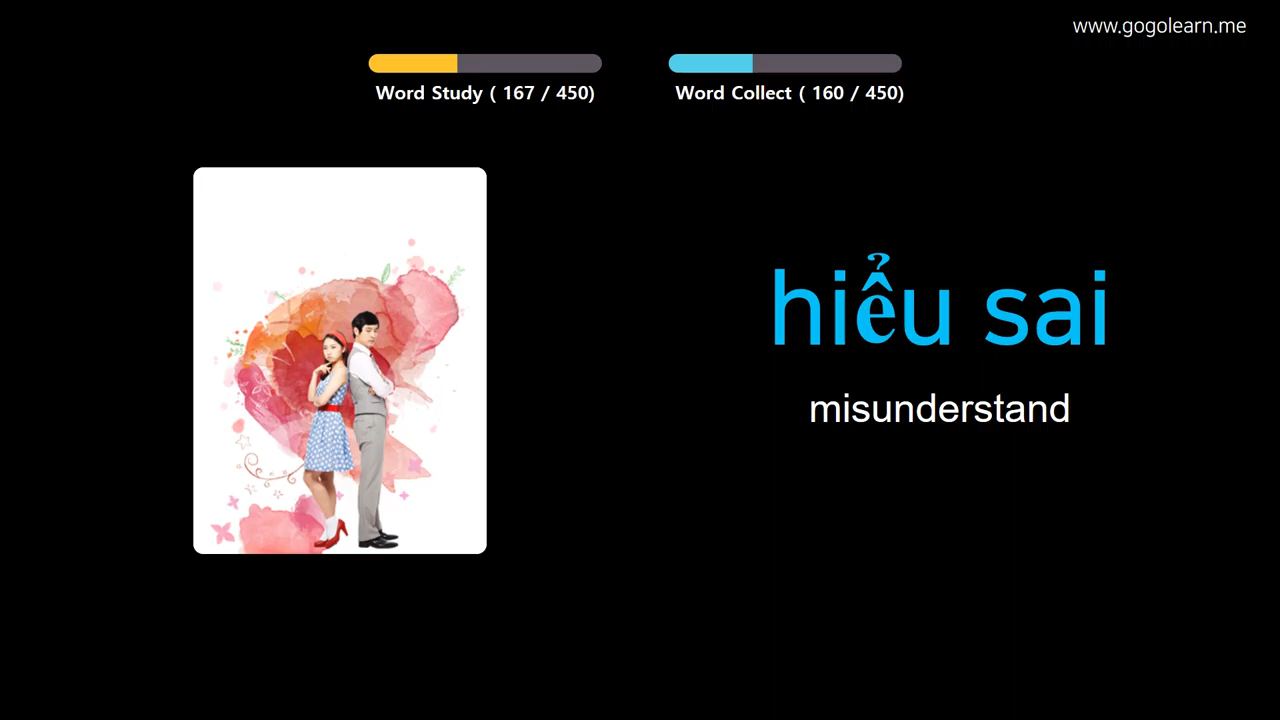 www.gogolearn.me
Word Study ( 167 / 450)
Word Collect ( 160 / 450)
hiểu sai
misunderstand